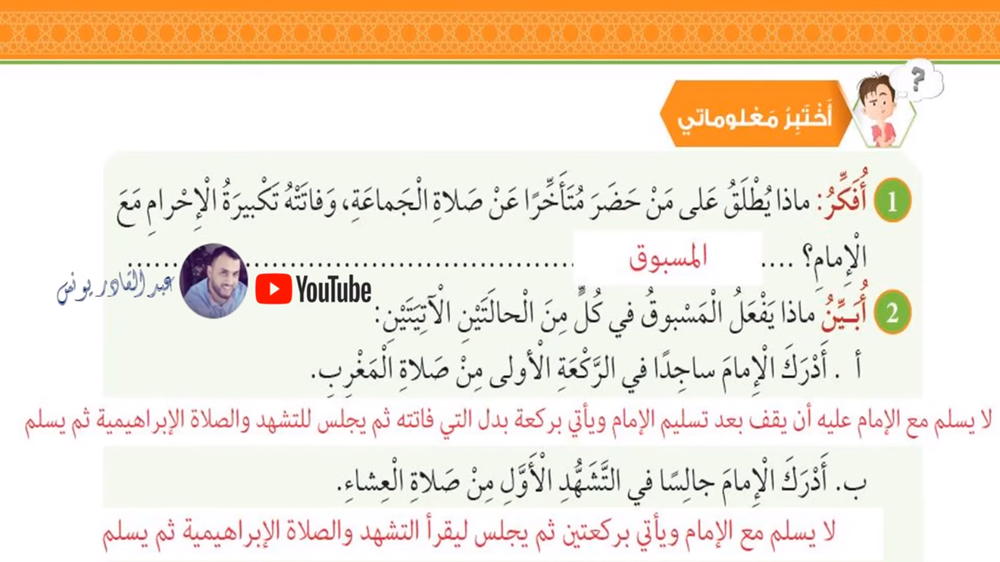 أَخْتَبِرُ مَعْلوماتي
1 أُفَكِّرُ: ماذا يُطْلَقُ عَلى مَنْ حَضَرَ مُتَأَخِّرًا عَنْ صَلاةِ الْجَماعَةِ، وَفاتَتْهُ تَكْبيرَةُ الْإِحْرامِ مَعَ
الْإِمامِ؟ .... المسبوق ..........................................
عبد القادر يونس YouTube
2 أُبَيِّنُ ماذا يَفْعَلُ الْمَسْبوقُ في كُلٍّ مِنَ الْحالَتَيْنِ الْآتِيَتَيْنِ:
أ . أَدْرَكَ الْإِمامَ ساجِدًا في الرَّكْعَةِ الْأولى مِنْ صَلاةِ الْمَغْرِبِ.
لا يسلم مع الإمام عليه أن يقف بعد تسليم الإمام ويأتي بركعة بدل التي فاتته ثم يجلس للتشهد والصلاة الإبراهيمية ثم يسلم
ب. أَدْرَكَ الْإِمامَ جالِسًا في التَّشَهُّدِ الْأَوَّلِ مِنْ صَلاةِ الْعِشاءِ.
لا يسلم مع الإمام ويأتي بركعتين ثم يجلس ليقرأ التشهد والصلاة الإبراهيمية ثم يسلم